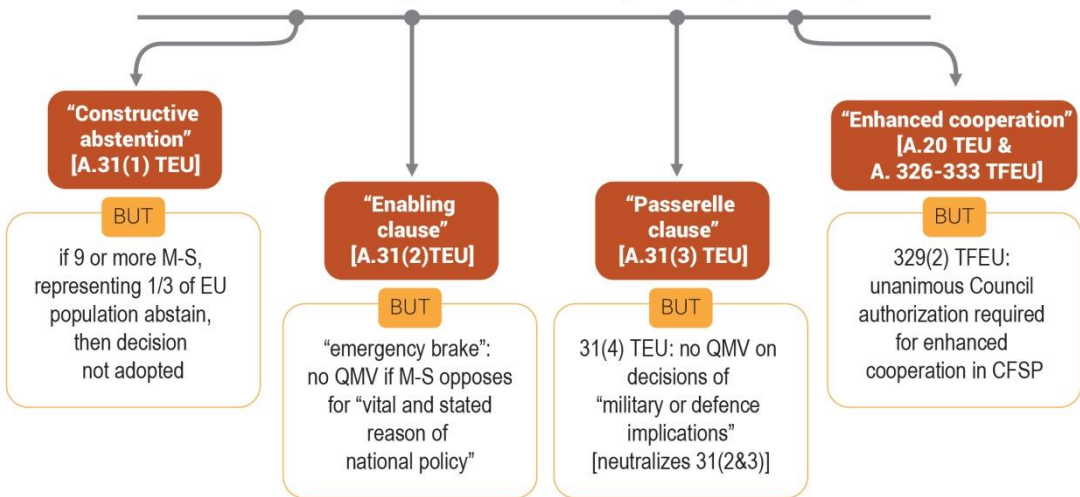 “Constructive
abstention”
[A.31(1) TEU]
BUT
if 9 or more M-S,
representing 1/3 of EU
population abstain,
then decision
not adopted
“Enabling
clause”
[A.31(2)TEU]
BUT
“emergency brake”:
no QMV if M-S opposes
for “vital and stated
reason of
national policy”
“Passerelle
clause”
[A.31(3) TEU]
BUT
31(4) TEU: no QMV on
decisions of
“military or defence
implications”
[neutralizes 31(2&3)]
“Enhanced cooperation”
[A.20 TEU &
A. 326-333 TFEU]
BUT
329(2) TFEU:
unanimous Council
authorization required
for enhanced
cooperation in CFSP